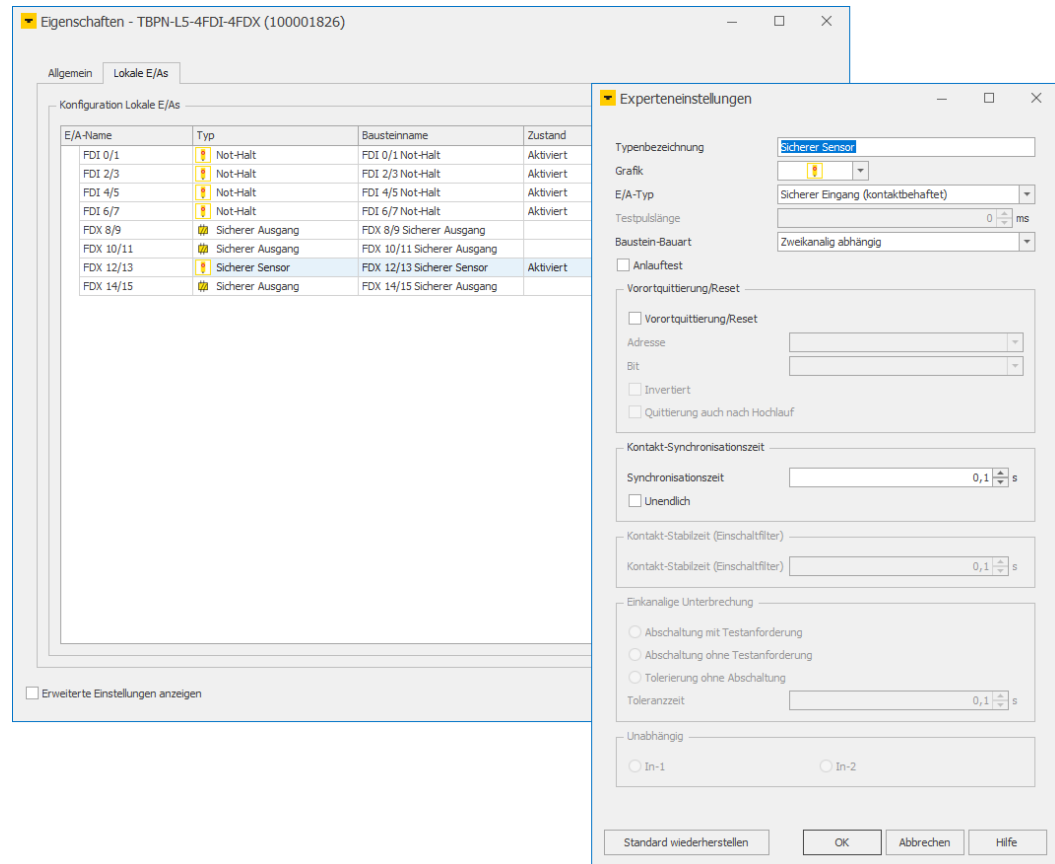 Eigenschaften - TBPN-L5-4FDI-4FDX (100001826)
Allgemein Lokale E/As
Konfiguration Lokale E/As
E/A-Name Typ Bausteinname Zustand
FDI 0/1 Not-Halt FDI 0/1 Not-Halt Aktiviert
FDI 2/3 Not-Halt FDI 2/3 Not-Halt Aktiviert
FDI 4/5 Not-Halt FDI 4/5 Not-Halt Aktiviert
FDI 6/7 Not-Halt FDI 6/7 Not-Halt Aktiviert
FDX 8/9 Sicherer Ausgang FDX 8/9 Sicherer Ausgang
FDX 10/11 Sicherer Ausgang FDX 10/11 Sicherer Ausgang
FDX 12/13 Sicherer Sensor FDX 12/13 Sicherer Sensor Aktiviert
FDX 14/15 Sicherer Ausgang FDX 14/15 Sicherer Ausgang
Erweiterte Einstellungen anzeigen
Experteneinstellungen
Typenbezeichnung Sicherer Sensor
Grafik
E/A-Typ Sicherer Eingang (kontaktbehaftet)
Testpulslänge 0 ms
Baustein-Bauart Zweikanalig abhängig
Anlauftest
Vorortquittierung/Reset
Vorortquittierung/Reset
Adresse
Bit
Invertiert
Quittierung auch nach Hochlauf
Kontakt-Synchronisationszeit
Synchronisationszeit 0,1 s
Unendlich
Kontakt-Stabilzeit (Einschaltfilter)
Kontakt-Stabilzeit (Einschaltfilter) 0,1 s
Einkanalige Unterbrechung
Abschaltung mit Testanforderung
Abschaltung ohne Testanforderung
Tolerierung ohne Abschaltung
Toleranzzeit 0,1 s
Unabhängig
In-1 In-2
Standard wiederherstellen OK Abbrechen Hilfe